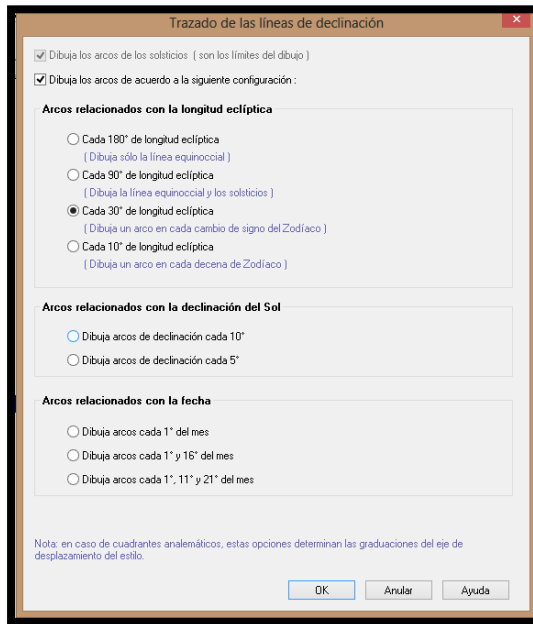 Trazado de las líneas de declinación
Dibuja los arcos de los solsticios ( son los límites del dibujo )
Dibuja los arcos de acuerdo a la siguiente configuración :
Arcos relacionados con la longitud eclíptica
Cada 180° de longitud eclíptica
( Dibuja sólo la línea equinoccial )
Cada 90° de longitud eclíptica
( Dibuja la línea equinoccial y los solsticios )
Cada 30° de longitud eclíptica
( Dibuja un arco en cada cambio de signo del Zodíaco )
Cada 10° de longitud eclíptica
( Dibuja un arco en cada decena de Zodíaco )
Arcos relacionados con la declinación del Sol
Dibuja arcos de declinación cada 10°
Dibuja arcos de declinación cada 5°
Arcos relacionados con la fecha
Dibuja arcos cada 1° del mes
Dibuja arcos cada 1° y 16° del mes
Dibuja arcos cada 1°, 11° y 21° del mes
Nota: en caso de cuadrantes analemáticos, estas opciones determinan las graduaciones del eje de
desplazamiento del estilo.
OK Anular Ayuda